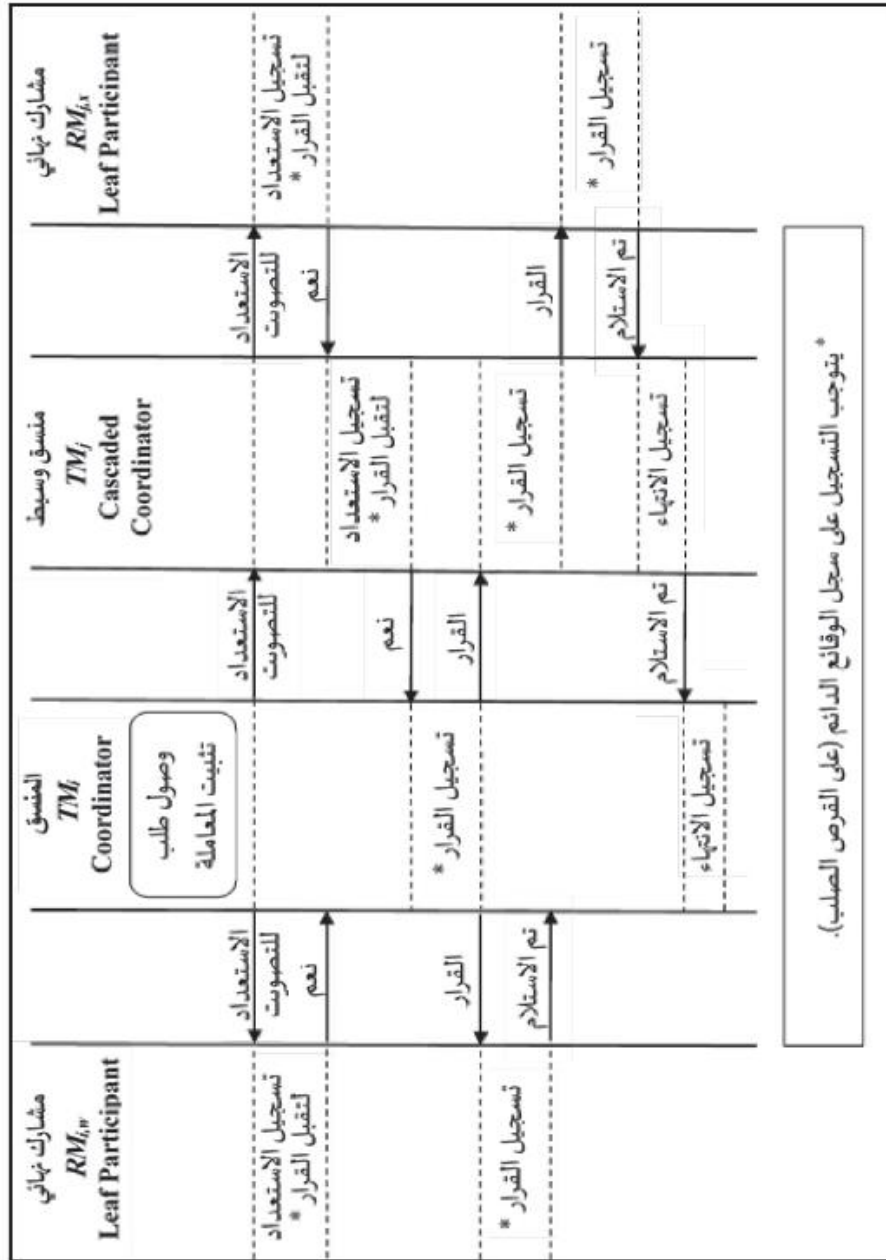 مشارك نهائي
RMi,w
Leaf Participant
المنسق
TMi
Coordinator
منسق وسيط
TMj
Cascaded
Coordinator
مشارك نهائي
RMj,x
Leaf Participant
وصول طلب
تثبيت المعاملة
الاستعداد
للتصويت
الاستعداد
للتصويت
الاستعداد
للتصويت
تسجيل الاستعداد
لتقبل القرار *
نعم
تسجيل الاستعداد
لتقبل القرار *
نعم
تسجيل الاستعداد
لتقبل القرار *
نعم
تسجيل القرار *
القرار
القرار
تسجيل القرار *
تم الاستلام
تسجيل القرار *
القرار
تسجيل القرار *
تم الاستلام
تسجيل الانتهاء
تم الاستلام
تسجيل الانتهاء
* يتوجب التسجيل على سجل الوقائع الدائم (على القرص الصلب).